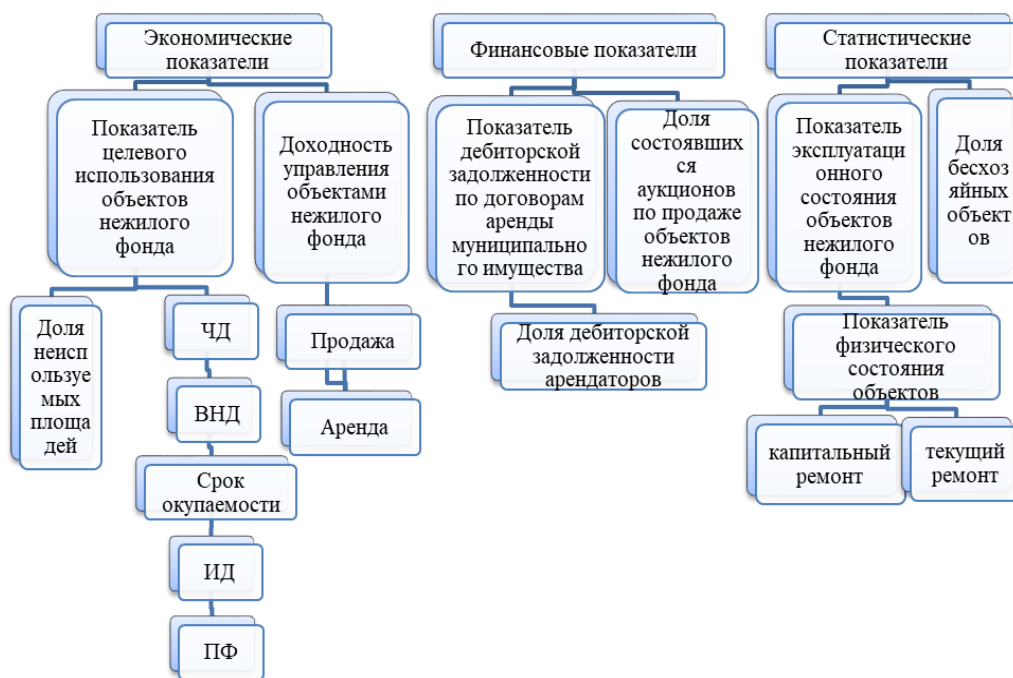 Экономические
показатели
Показатель
целевого
использования
объектов
нежилого
фонда
Доля
неисп
ользуе
мых
площа
дей
ЧД
ВНД
Срок
окупаемости
ИД
ПФ
Доходность
управления
объектами
нежилого
фонда
Продажа
Аренда
Финансовые показатели
Показатель
дебиторской
задолженности
по договорам
аренды
муниципально
го имущества
Доля дебиторской
задолженности
арендаторов
Доля
состоявших
ся
аукционов
по продаже
объектов
нежилого
фонда
Статистические
показатели
Показатель
эксплуатаци
онного
состояния
объектов
нежилого
фонда
Показатель
физического
состояния
объектов
капитальный
ремонт
текущий
ремонт
Доля
бесхоз
яйных
объект
ов